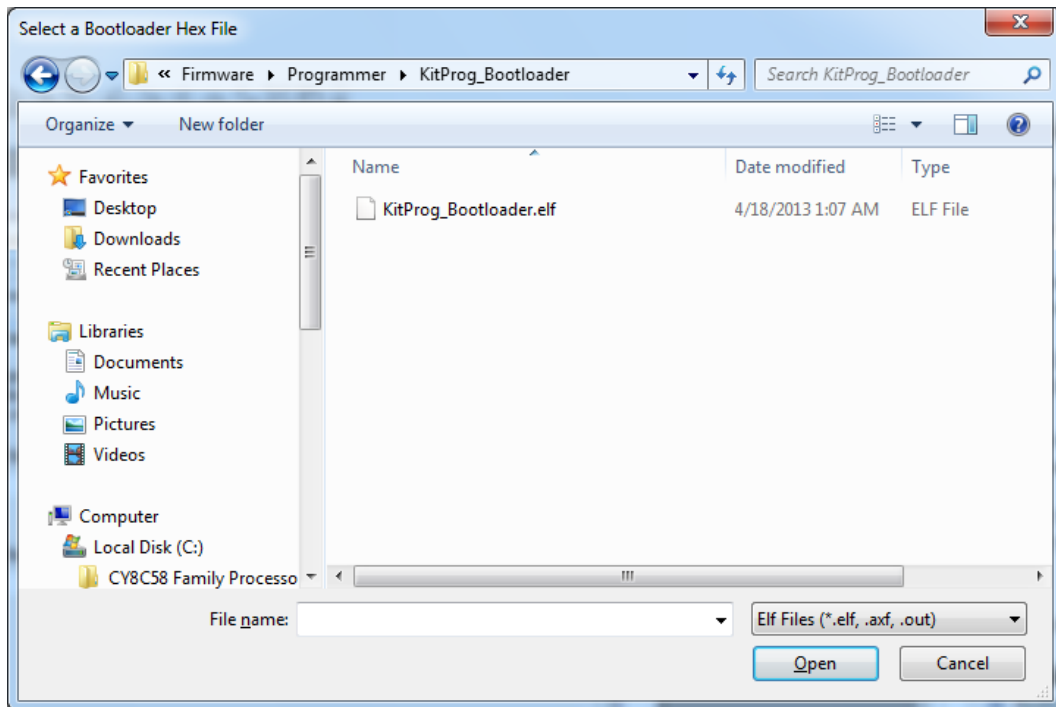 Select a Bootloader Hex File
« Firmware Programmer KitProg_Bootloader
Search KitProg_Bootloader
Organize New folder
Name Date modified Type
KitProg_Bootloader.elf 4/18/2013 1:07 AM ELF File
Favorites
Desktop
Downloads
Recent Places
Libraries
Documents
Music
Pictures
Videos
Computer
Local Disk (C:)
CY8C58 Family Processo
File name:
Elf Files (*.elf, .axf, .out)
Open Cancel